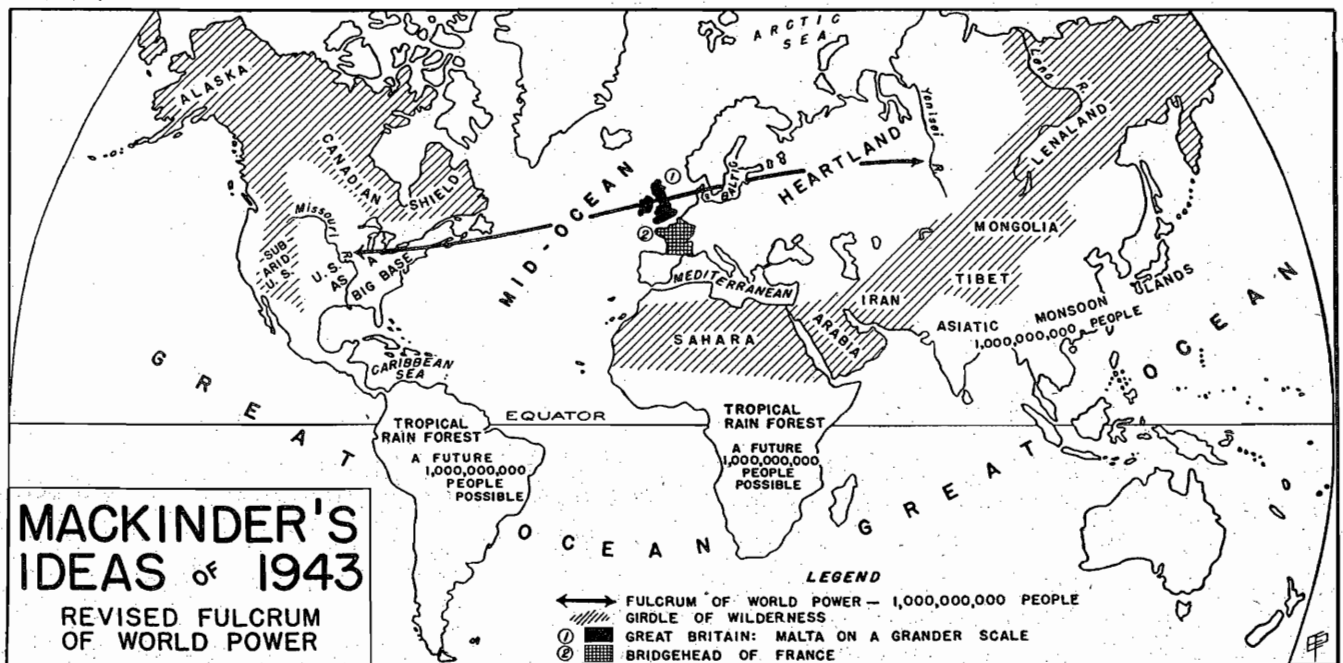 ARCTIC
SEA
ALASKA
CANADIAN
SHIELD
Missouri
R.
SUB-
ARID
U.S.
U.S.
AS A
BIG BASE
MID-OCEAN
①
②
BALTIC
HEARTLAND
Yenisei
R.
Lena
R.
LENALAND
MONGOLIA
TIBET
IRAN
ARABIA
MEDITERRANEAN
SAHARA
ASIATIC MONSOON LANDS
1,000,000,000 PEOPLE
CARIBBEAN
SEA
GREAT
OCEAN
GREAT
OCEAN
EQUATOR
TROPICAL
RAIN FOREST
A FUTURE
1,000,000,000
PEOPLE
POSSIBLE
TROPICAL
RAIN FOREST
A FUTURE
1,000,000,000
PEOPLE
POSSIBLE
MACKINDER'S
IDEAS OF 1943
REVISED FULCRUM
OF WORLD POWER
LEGEND
FULCRUM OF WORLD POWER — 1,000,000,000 PEOPLE
GIRDLE OF WILDERNESS
① GREAT BRITAIN: MALTA ON A GRANDER SCALE
② BRIDGEHEAD OF FRANCE